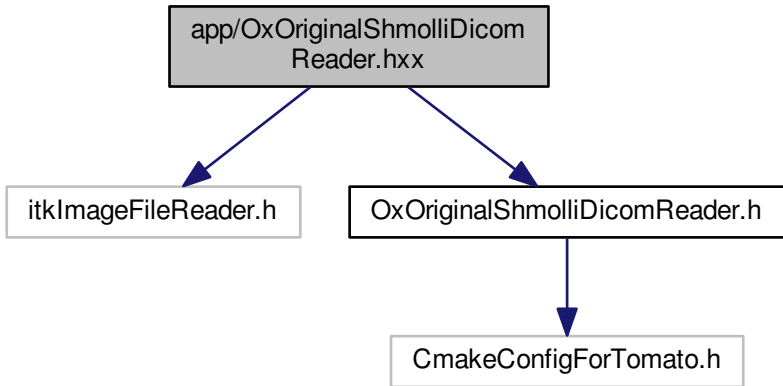 app/OxOriginalShmolliDicom
Reader.hxx
itkImageFileReader.h
OxOriginalShmolliDicomReader.h
CmakeConfigForTomato.h